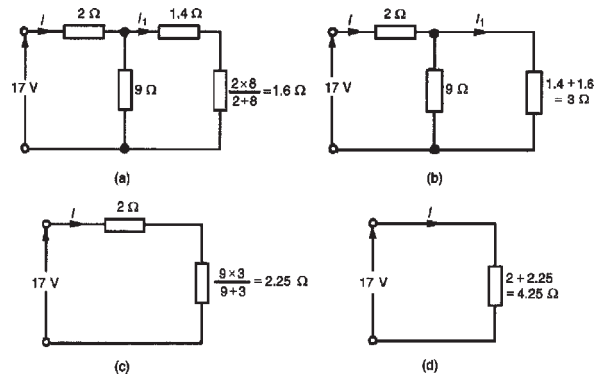 I 2 Ω I₁ 1.4 Ω
17 V 9 Ω 2×8/2+8 = 1.6 Ω
(a)
I 2 Ω I₁
17 V 9 Ω 1.4 + 1.6
= 3 Ω
(b)
I 2 Ω
17 V 9×3/9+3 = 2.25 Ω
(c)
I
17 V 2 + 2.25
= 4.25 Ω
(d)